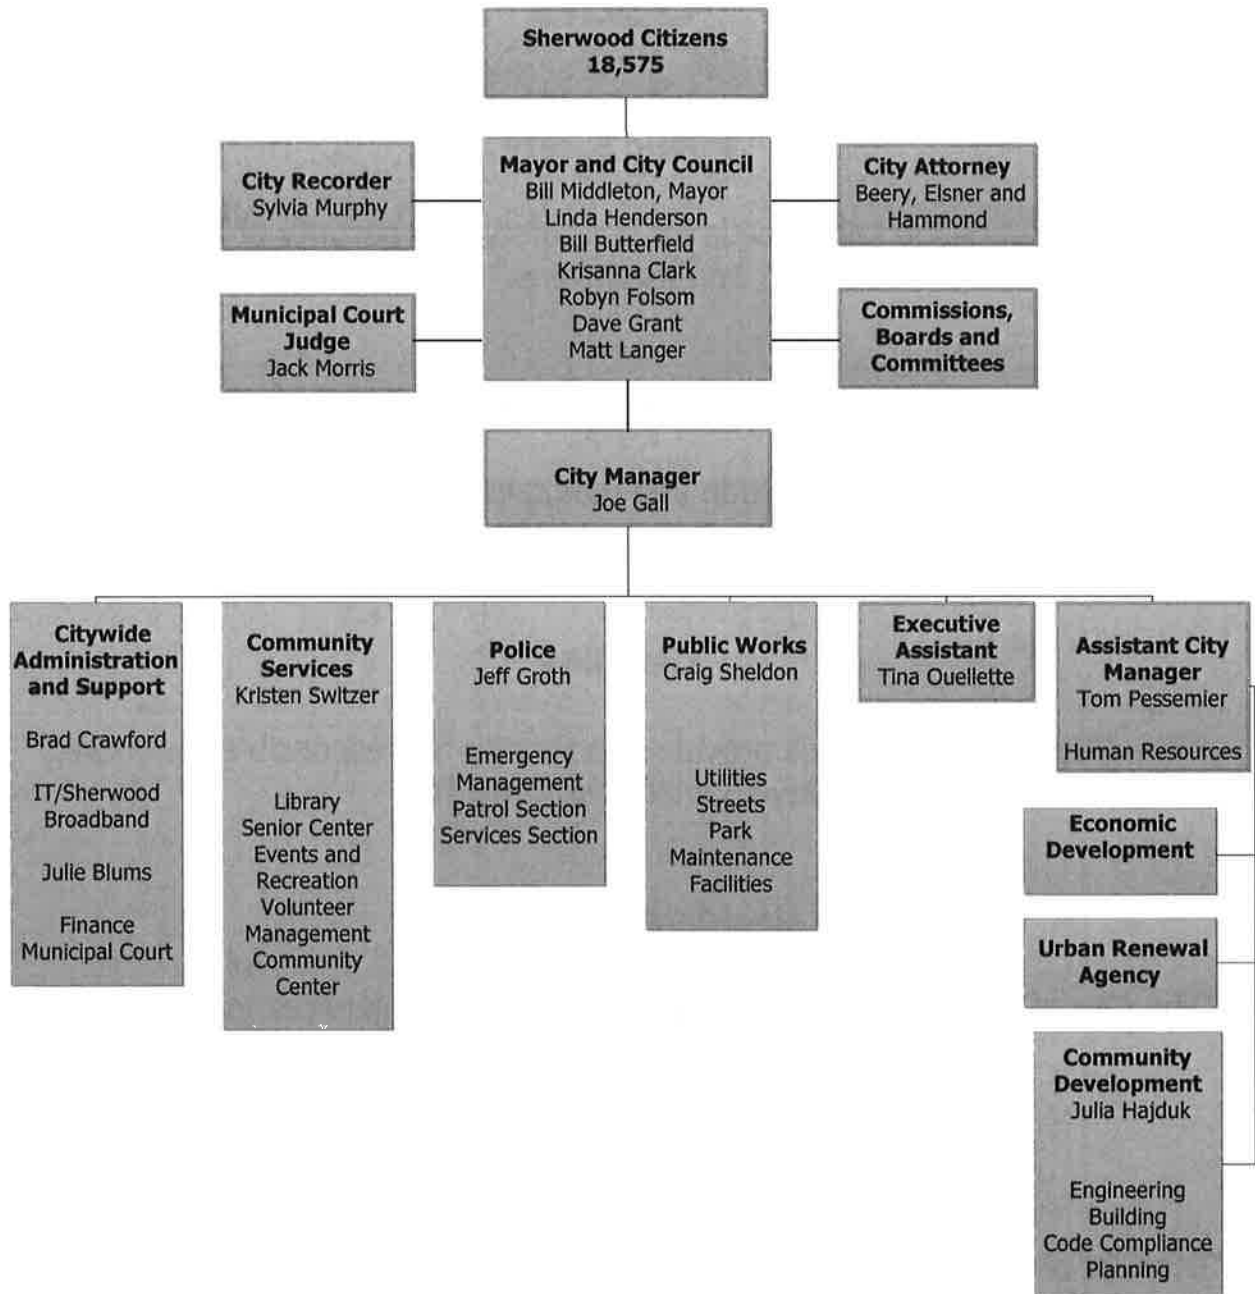 Sherwood Citizens
18,575
City Recorder
Sylvia Murphy
Mayor and City Council
Bill Middleton, Mayor
Linda Henderson
Bill Butterfield
Krisanna Clark
Robyn Folsom
Dave Grant
Matt Langer
City Attorney
Beery, Elsner and
Hammond
Municipal Court
Judge
Jack Morris
Commissions,
Boards and
Committees
City Manager
Joe Gall
Citywide
Administration
and Support
Brad Crawford
IT/Sherwood
Broadband
Julie Blums
Finance
Municipal Court
Community
Services
Kristen Switzer
Library
Senior Center
Events and
Recreation
Volunteer
Management
Community
Center
Police
Jeff Groth
Emergency
Management
Patrol Section
Services Section
Public Works
Craig Sheldon
Utilities
Streets
Park
Maintenance
Facilities
Executive
Assistant
Tina Ouellette
Assistant City
Manager
Tom Pessemier
Human Resources
Economic
Development
Urban Renewal
Agency
Community
Development
Julia Hajduk
Engineering
Building
Code Compliance
Planning